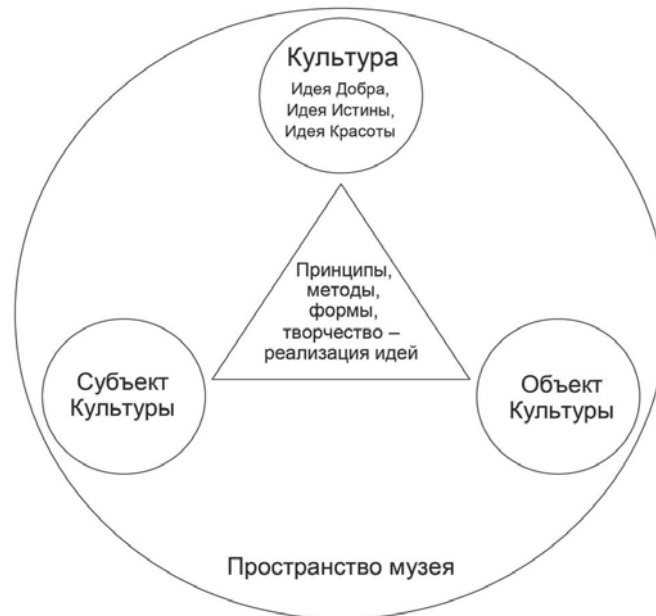 Культура
Идея Добра,
Идея Истины,
Идея Красоты
Принципы,
методы,
формы,
творчество –
реализация идей
Субъект
Культуры
Объект
Культуры
Пространство музея